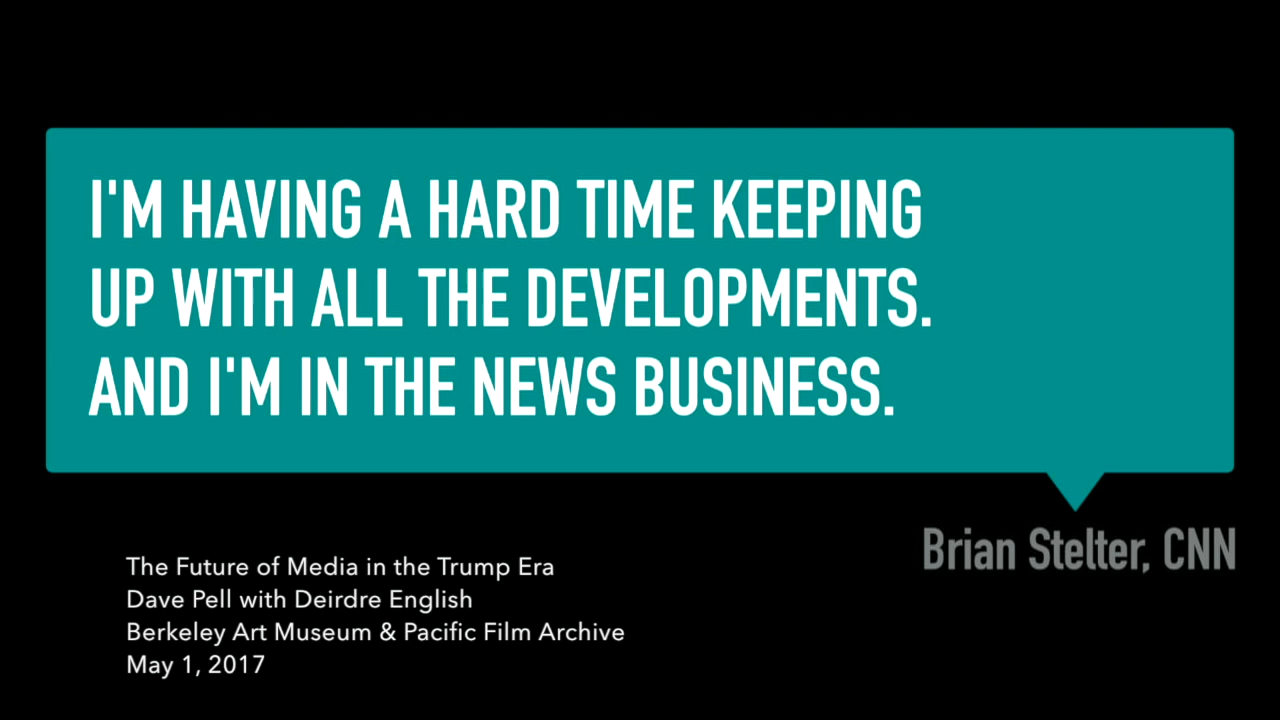 I'M HAVING A HARD TIME KEEPING
UP WITH ALL THE DEVELOPMENTS.
AND I'M IN THE NEWS BUSINESS.
Brian Stelter, CNN
The Future of Media in the Trump Era
Dave Pell with Deirdre English
Berkeley Art Museum & Pacific Film Archive
May 1, 2017